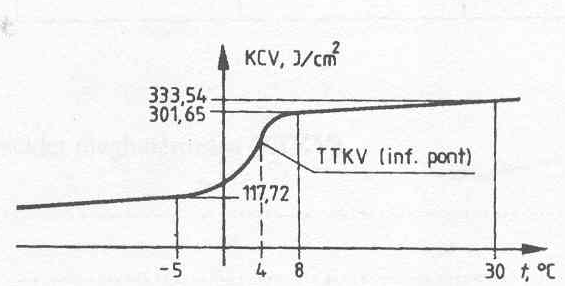 KCV, J/cm²
333,54
301,65
TTKV (inf. pont)
117,72
-5 4 8 30 t, °C